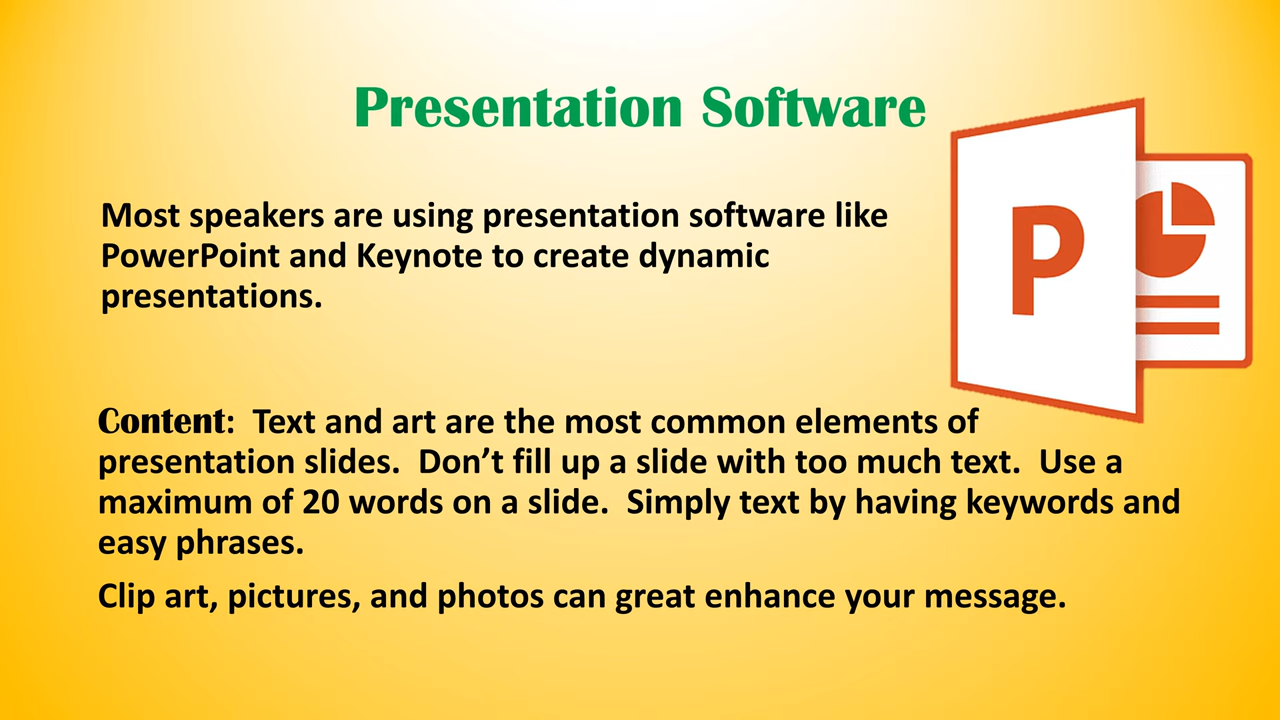 Presentation Software
Most speakers are using presentation software like
PowerPoint and Keynote to create dynamic
presentations.
P
Content:  Text and art are the most common elements of
presentation slides.  Don’t fill up a slide with too much text.  Use a
maximum of 20 words on a slide.  Simply text by having keywords and
easy phrases.
Clip art, pictures, and photos can great enhance your message.